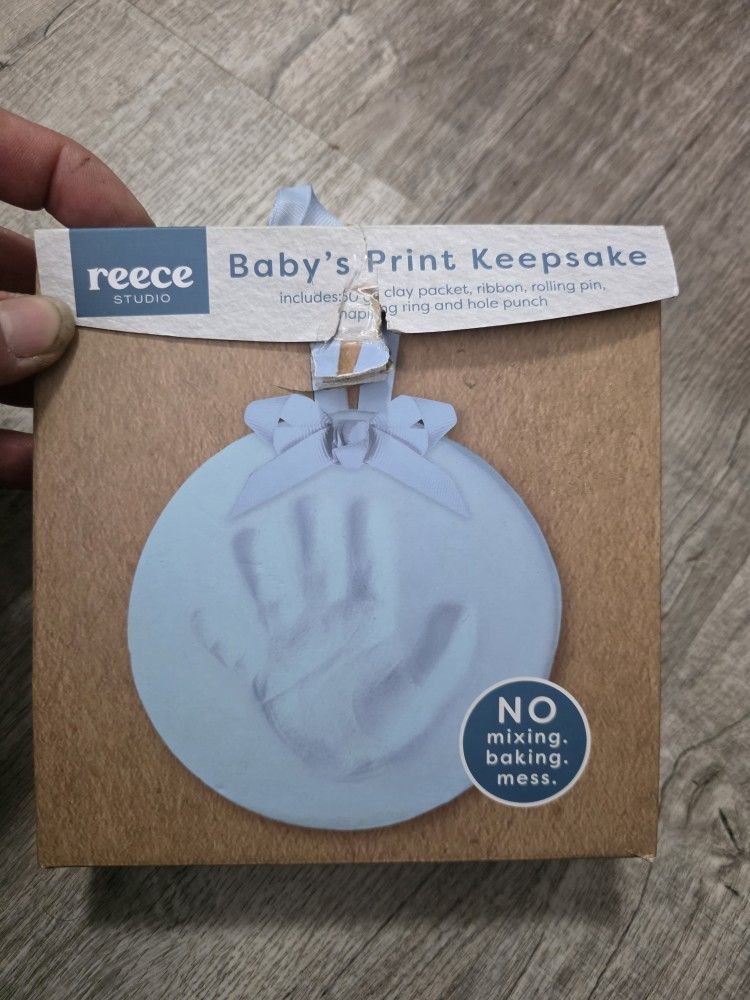 reece
STUDIO
Baby's Print Keepsake
includes: 50 clay packet, ribbon, rolling pin,
ring and hole punch
NO
mixing.
baking.
mess.